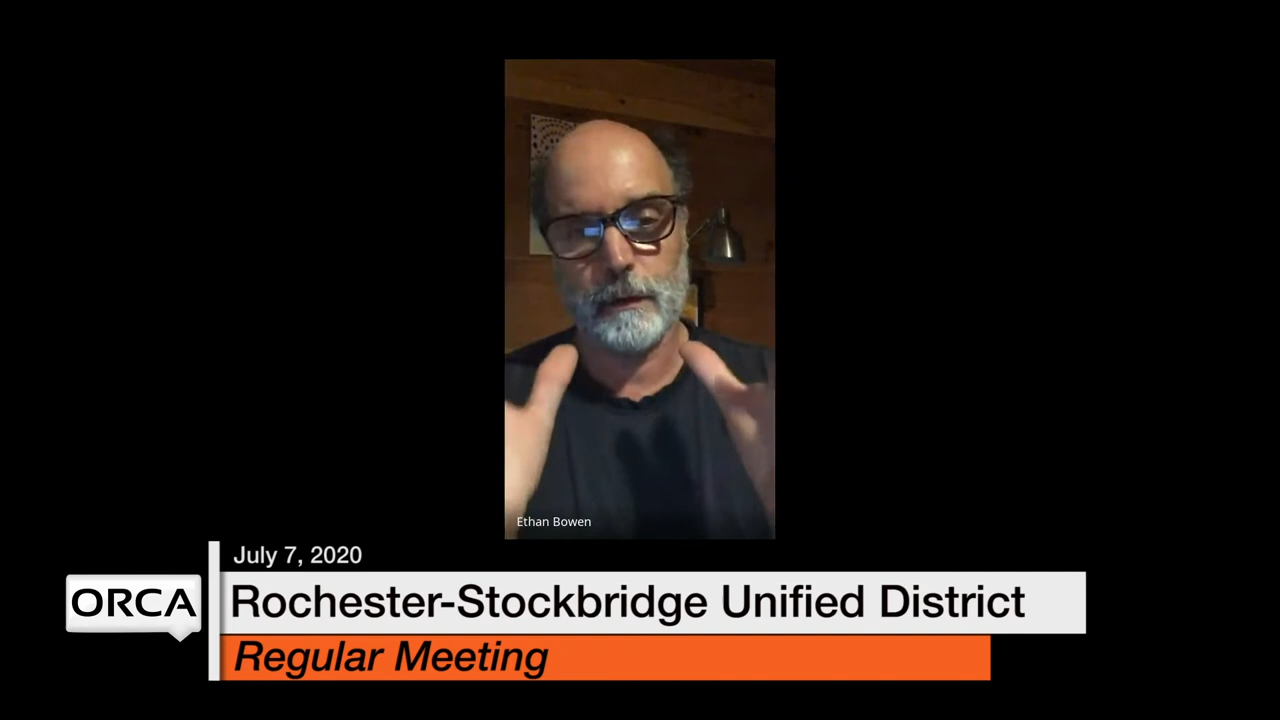 Ethan Bowen
July 7, 2020
ORCA
Rochester-Stockbridge Unified District
Regular Meeting